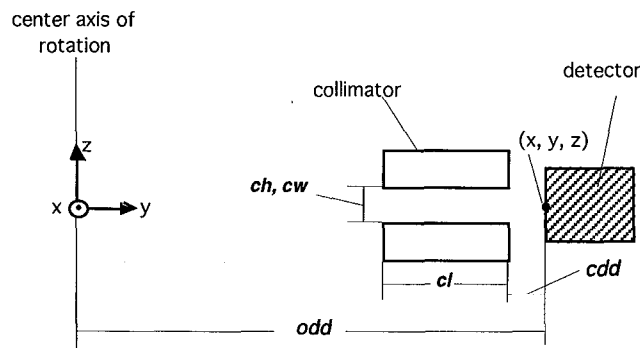 center axis of
rotation
detector
collimator
(x, y, z)
z
ch, cw
x
y
cl
cdd
odd